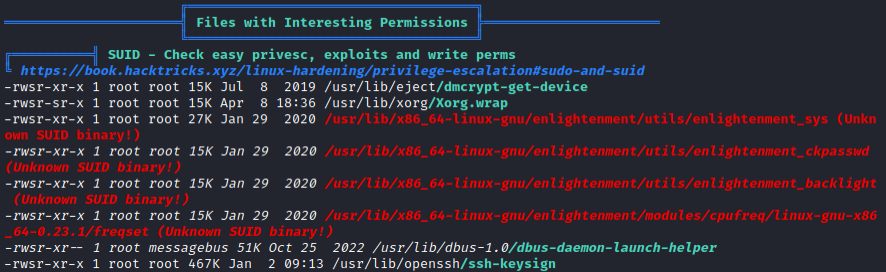 Files with Interesting Permissions
SUID - Check easy privesc, exploits and write perms
https://book.hacktricks.xyz/linux-hardening/privilege-escalation#sudo-and-suid
-rwsr-xr-x 1 root root 15K Jul  8  2019 /usr/lib/eject/dmcrypt-get-device
-rwsr-sr-x 1 root root 15K Apr  8 18:36 /usr/lib/xorg/Xorg.wrap
-rwsr-xr-x 1 root root 27K Jan 29  2020 /usr/lib/x86_64-linux-gnu/enlightenment/utils/enlightenment_sys (Unkn
own SUID binary!)
-rwsr-xr-x 1 root root 15K Jan 29  2020 /usr/lib/x86_64-linux-gnu/enlightenment/utils/enlightenment_ckpasswd
(Unknown SUID binary!)
-rwsr-xr-x 1 root root 15K Jan 29  2020 /usr/lib/x86_64-linux-gnu/enlightenment/utils/enlightenment_backlight
(Unknown SUID binary!)
-rwsr-xr-x 1 root root 15K Jan 29  2020 /usr/lib/x86_64-linux-gnu/enlightenment/modules/cpufreq/linux-gnu-x86
_64-0.23.1/freqset (Unknown SUID binary!)
-rwsr-xr-- 1 root messagebus 51K Oct 25  2022 /usr/lib/dbus-1.0/dbus-daemon-launch-helper
-rwsr-xr-x 1 root root 467K Jan  2 09:13 /usr/lib/openssh/ssh-keysign